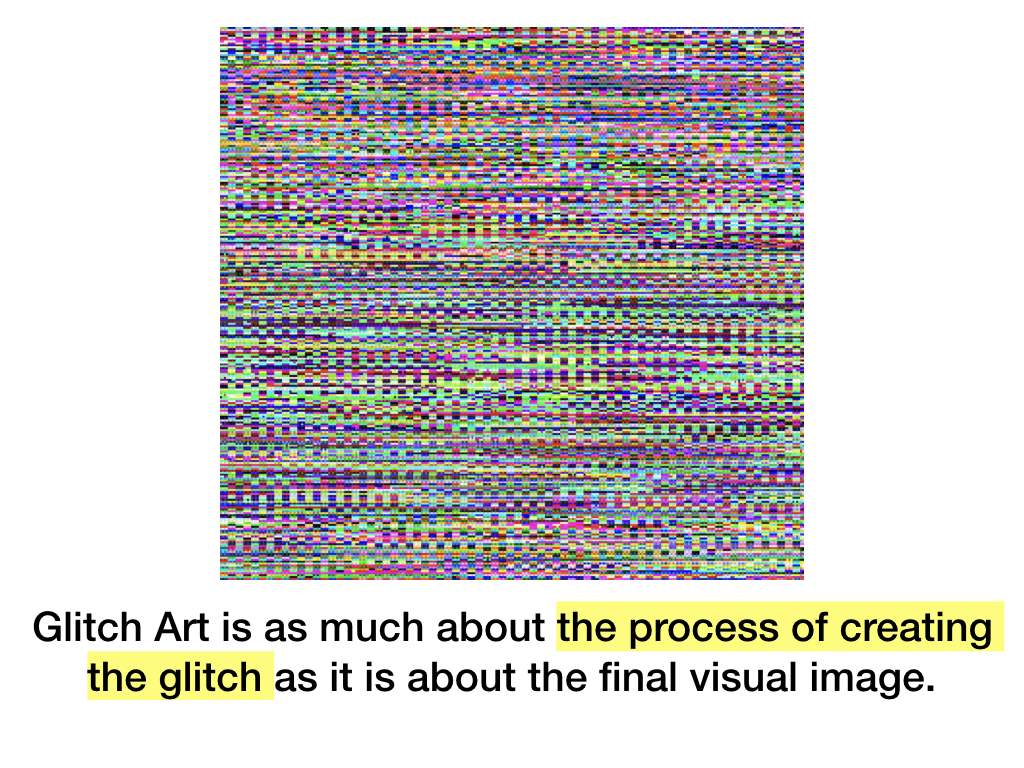 Glitch Art is as much about the process of creating
the glitch as it is about the final visual image.